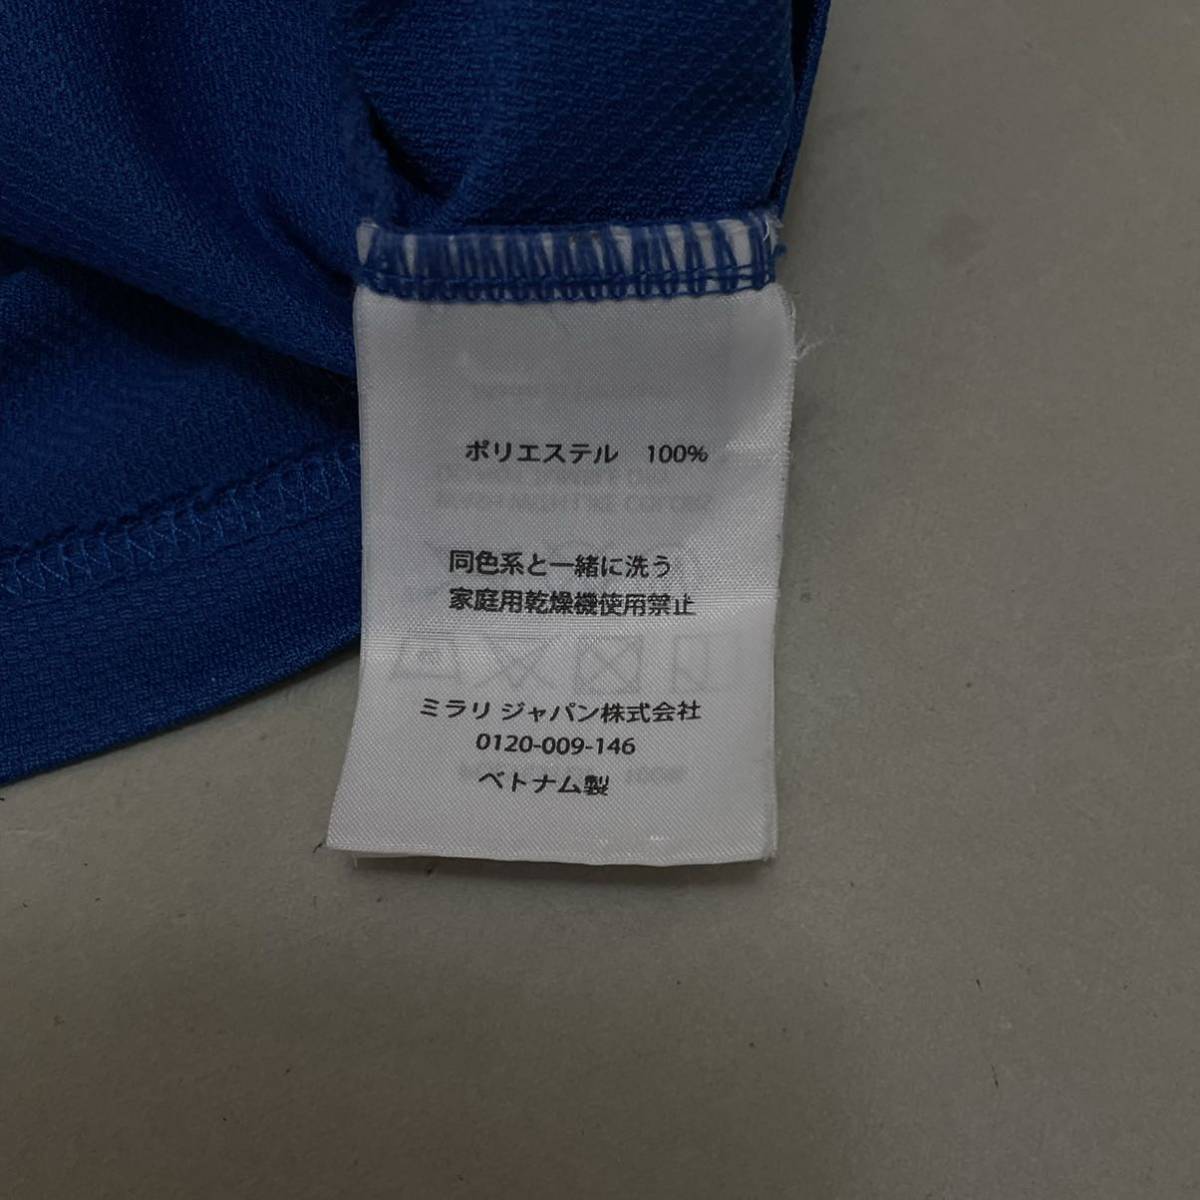 ポリエステル　100%
同色系と一緒に洗う
家庭用乾燥機使用禁止
ミラリ ジャパン株式会社
0120-009-146
ベトナム製